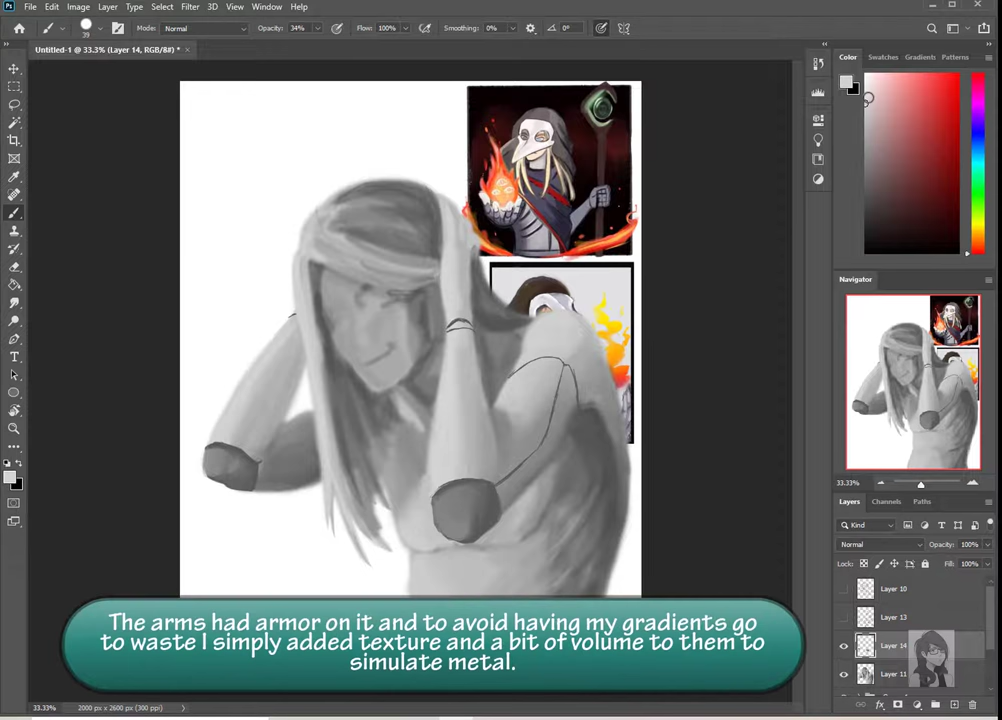 File Edit Image Layer Type Select Filter 3D View Window Help
39 Mode: Normal Opacity: 34% Flow: 100% Smoothing: 0% 0°
Untitled-1 @ 33.3% (Layer 14, RGB/8#) *
Color Swatches Gradients Patterns
Navigator
33.33%
Layers Channels Paths
Kind
Normal Opacity: 100%
Lock: Fill: 100%
Layer 10
Layer 13
Layer 14
Layer 11
The arms had armor on it and to avoid having my gradients go
to waste I simply added texture and a bit of volume to them to
simulate metal.
33.33% 2000 px x 2600 px (300 ppi)